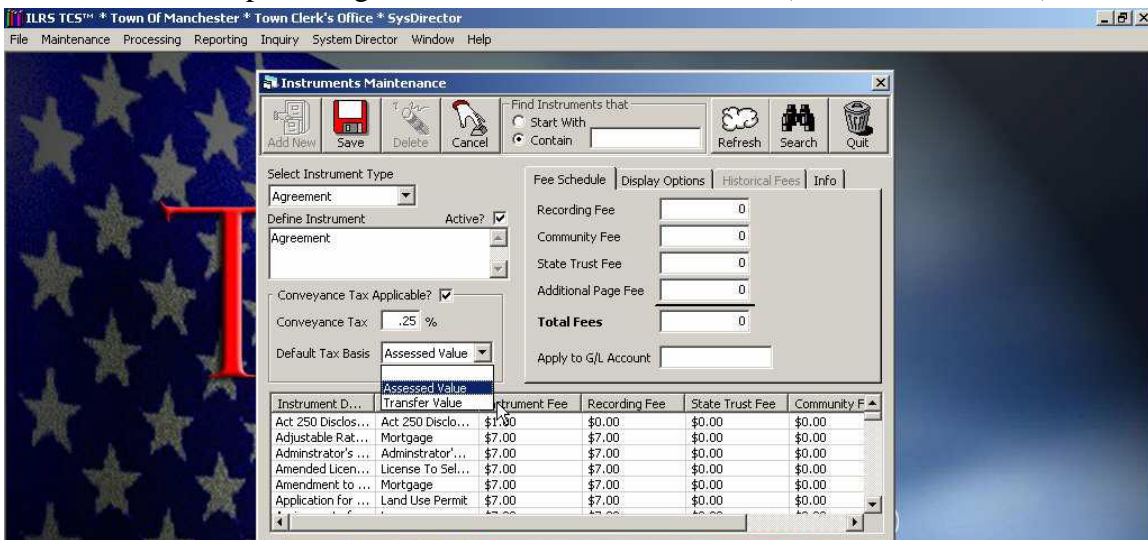 ILRS TCS™ * Town Of Manchester * Town Clerk's Office * SysDirector
File Maintenance Processing Reporting Inquiry System Director Window Help
Instruments Maintenance
Add New Save Delete Cancel
Find Instruments that
Start With
Contain
Refresh Search Quit
Select Instrument Type
Agreement
Define Instrument Active?
Agreement
Conveyance Tax Applicable?
Conveyance Tax .25 %
Default Tax Basis Assessed Value
Assessed Value
Transfer Value
Fee Schedule Display Options Historical Fees Info
Recording Fee 0
Community Fee 0
State Trust Fee 0
Additional Page Fee 0
Total Fees 0
Apply to G/L Account
Instrument D... Instrument Fee Recording Fee State Trust Fee Community F
Act 250 Disclos... Act 250 Disclo... $1.00 $0.00 $0.00 $0.00
Adjustable Rat... Mortgage $7.00 $7.00 $0.00 $0.00
Adminstrator's ... Adminstrator'... $7.00 $7.00 $0.00 $0.00
Amended Licen... License To Sel... $7.00 $7.00 $0.00 $0.00
Amendment to ... Mortgage $7.00 $7.00 $0.00 $0.00
Application for ... Land Use Permit $7.00 $7.00 $0.00 $0.00